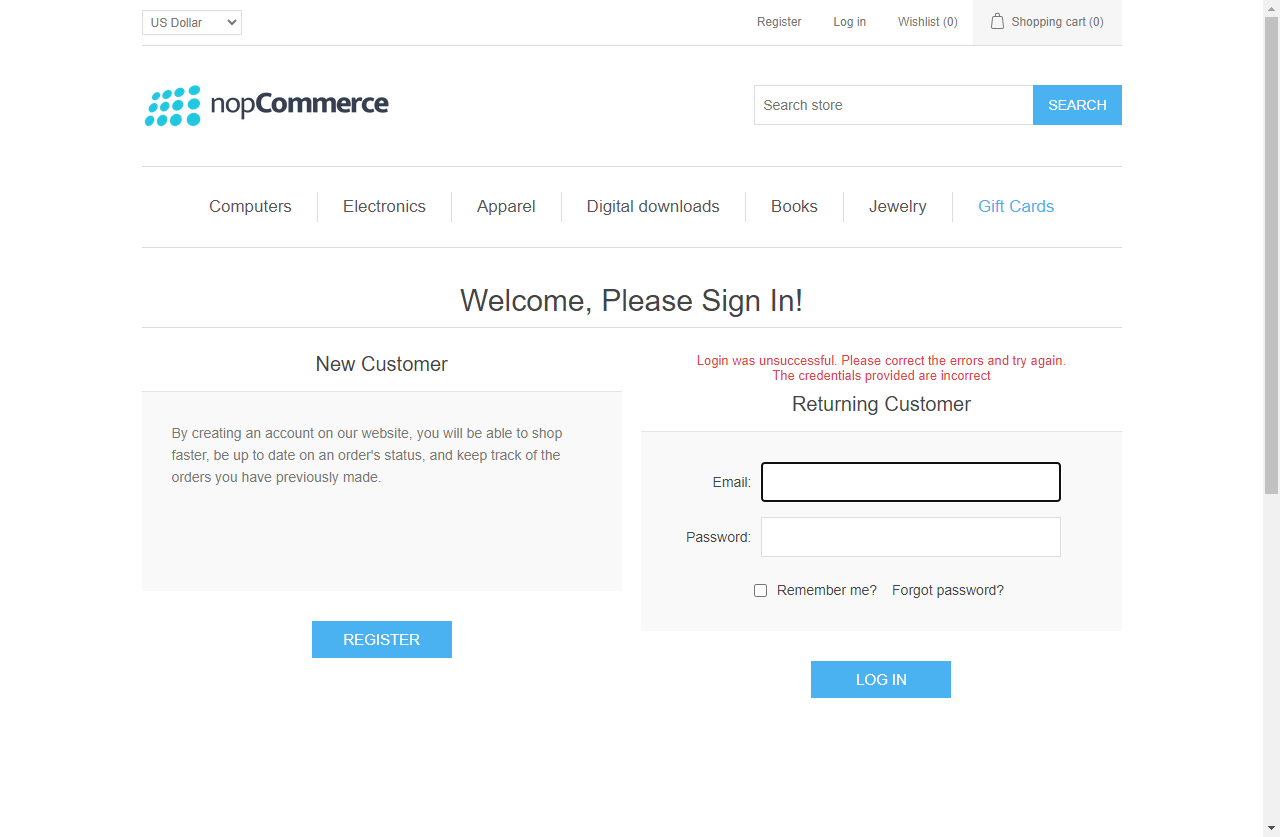 US Dollar
Register
Log in
Wishlist (0)
Shopping cart (0)
nopCommerce
Search store
SEARCH
Computers
Electronics
Apparel
Digital downloads
Books
Jewelry
Gift Cards
Welcome, Please Sign In!
New Customer
By creating an account on our website, you will be able to shop
faster, be up to date on an order's status, and keep track of the
orders you have previously made.
REGISTER
Login was unsuccessful. Please correct the errors and try again.
The credentials provided are incorrect
Returning Customer
Email:
Password:
Remember me?
Forgot password?
LOG IN